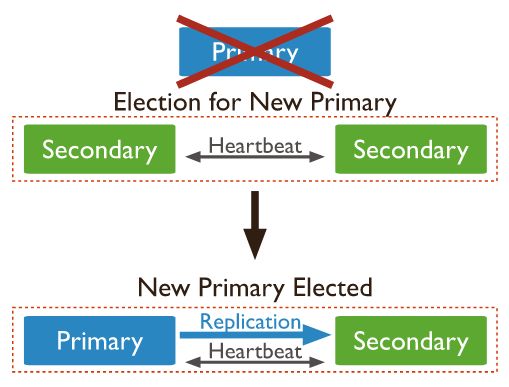 Primary
Election for New Primary
Secondary
Heartbeat
Secondary
New Primary Elected
Primary
Replication
Heartbeat
Secondary